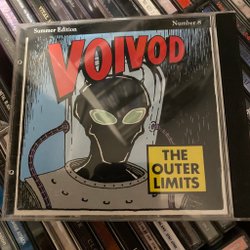 Summer Edition
Number 8
VOIVOD
THE
OUTER
LIMITS